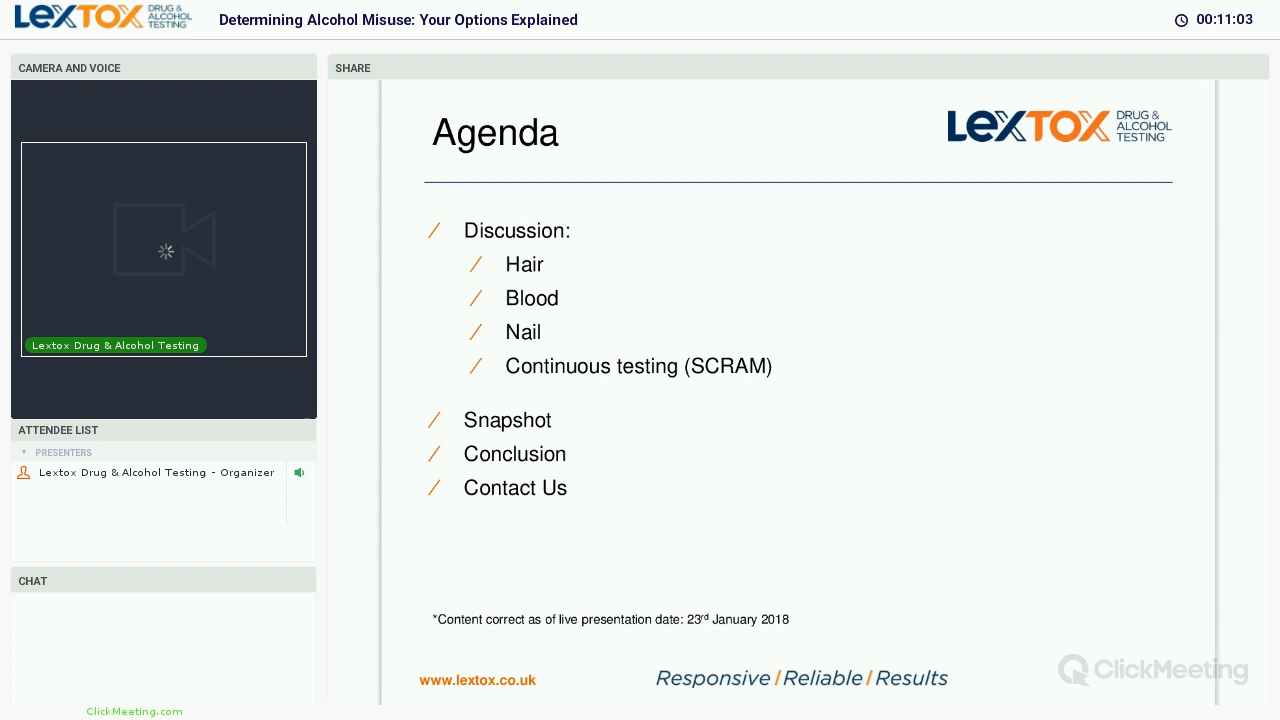 LEXTOX DRUG & ALCOHOL TESTING
Determining Alcohol Misuse: Your Options Explained
00:11:03
CAMERA AND VOICE
Lextox Drug & Alcohol Testing
ATTENDEE LIST
PRESENTERS
Lextox Drug & Alcohol Testing - Organizer
CHAT
ClickMeeting.com
SHARE
Agenda
LEXTOX DRUG & ALCOHOL TESTING
Discussion:
Hair
Blood
Nail
Continuous testing (SCRAM)
Snapshot
Conclusion
Contact Us
*Content correct as of live presentation date: 23rd January 2018
www.lextox.co.uk
Responsive / Reliable / Results
ClickMeeting